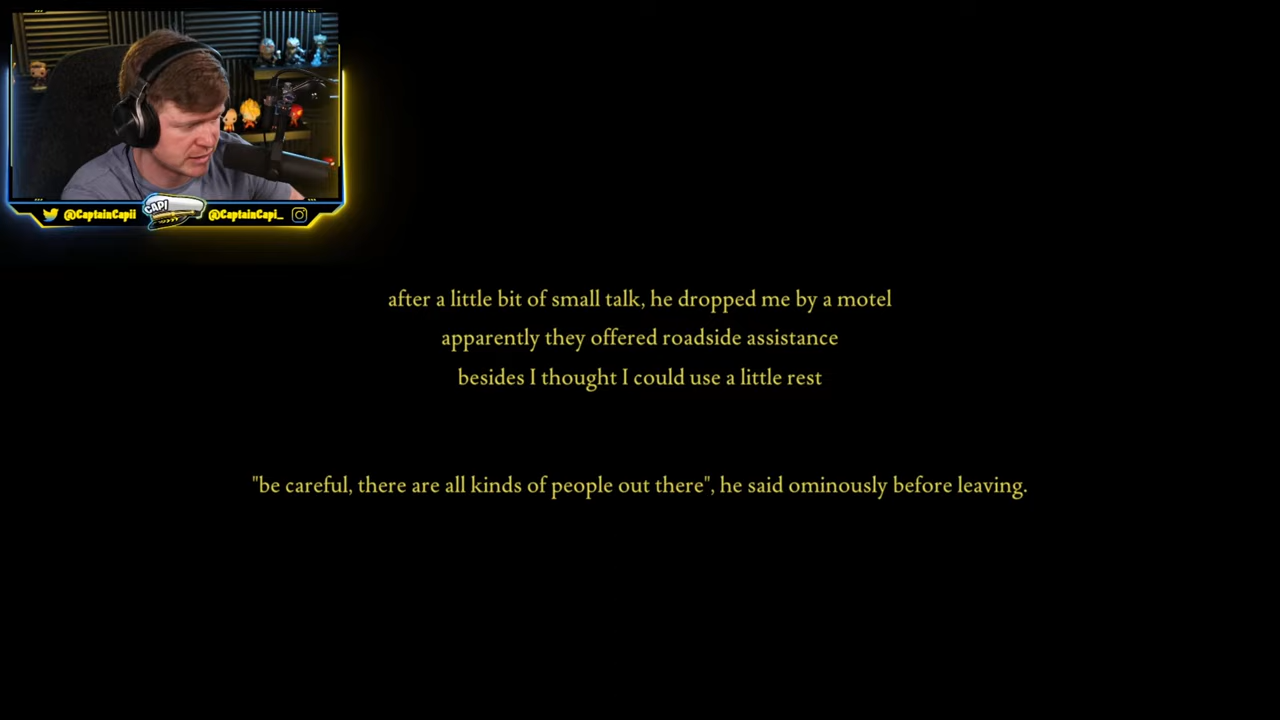 CAPI
@CaptainCapii
@CaptainCapi_
after a little bit of small talk, he dropped me by a motel
apparently they offered roadside assistance
besides I thought I could use a little rest
"be careful, there are all kinds of people out there", he said ominously before leaving.